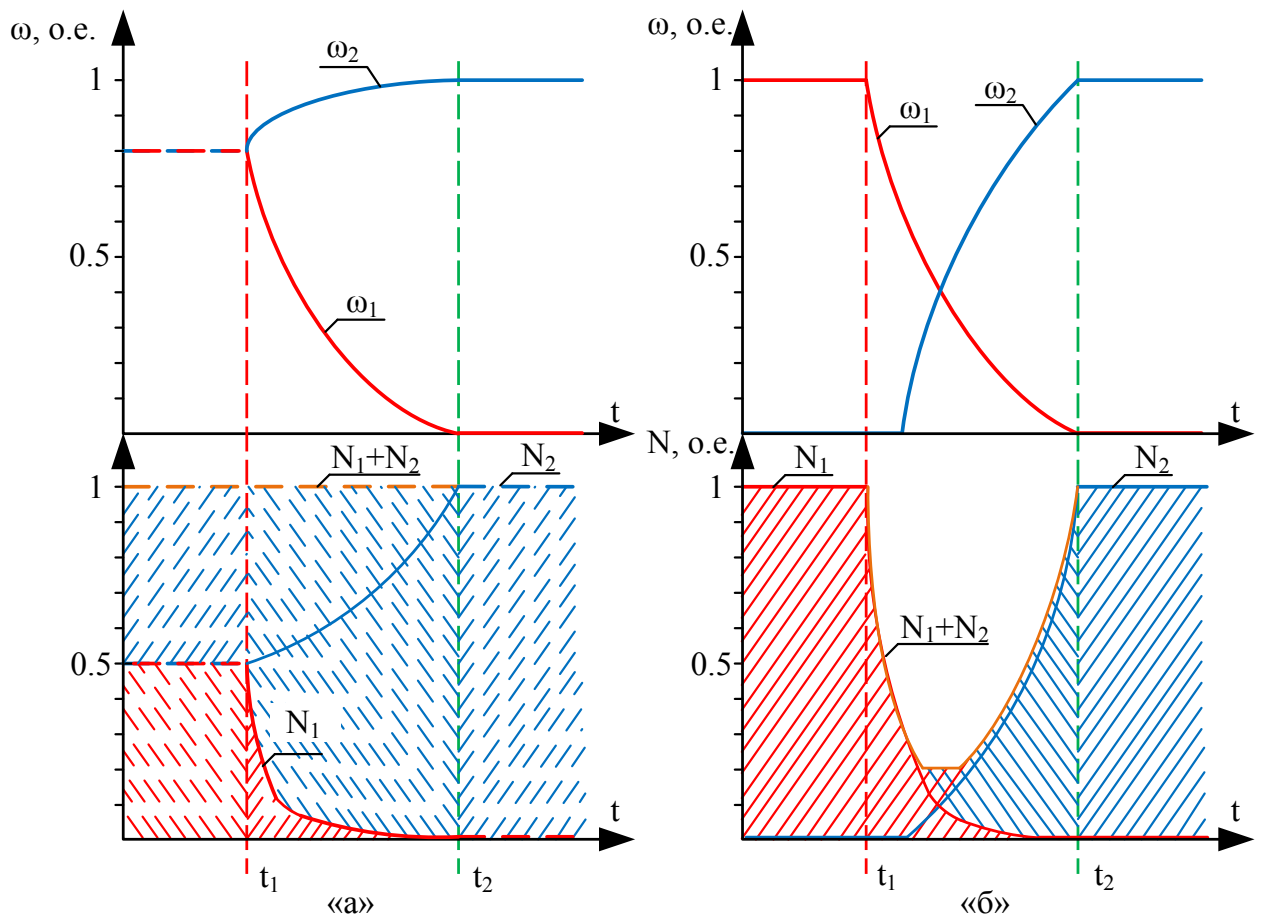 ω, о.е.
1
0.5
ω₂
ω₁
t
ω, о.е.
1
0.5
ω₁
ω₂
t
1
0.5
N₁+N₂
N₂
N₁
t
t₁
t₂
«а»
N, о.е.
1
0.5
N₁
N₂
N₁+N₂
t
t₁
t₂
«б»